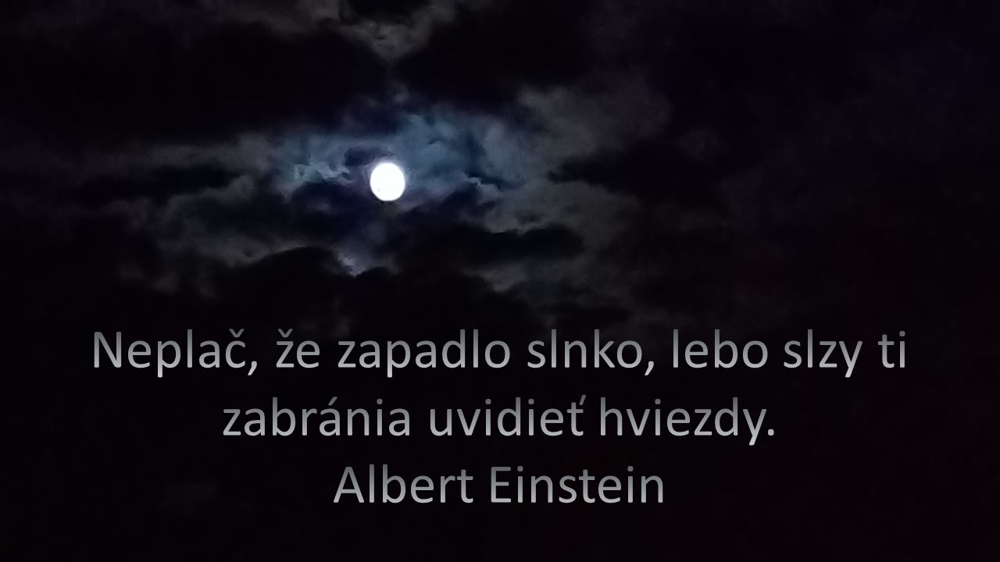 Neplač, že zapadlo slnko, lebo slzy ti
zabránia uvidieť hviezdy.
Albert Einstein